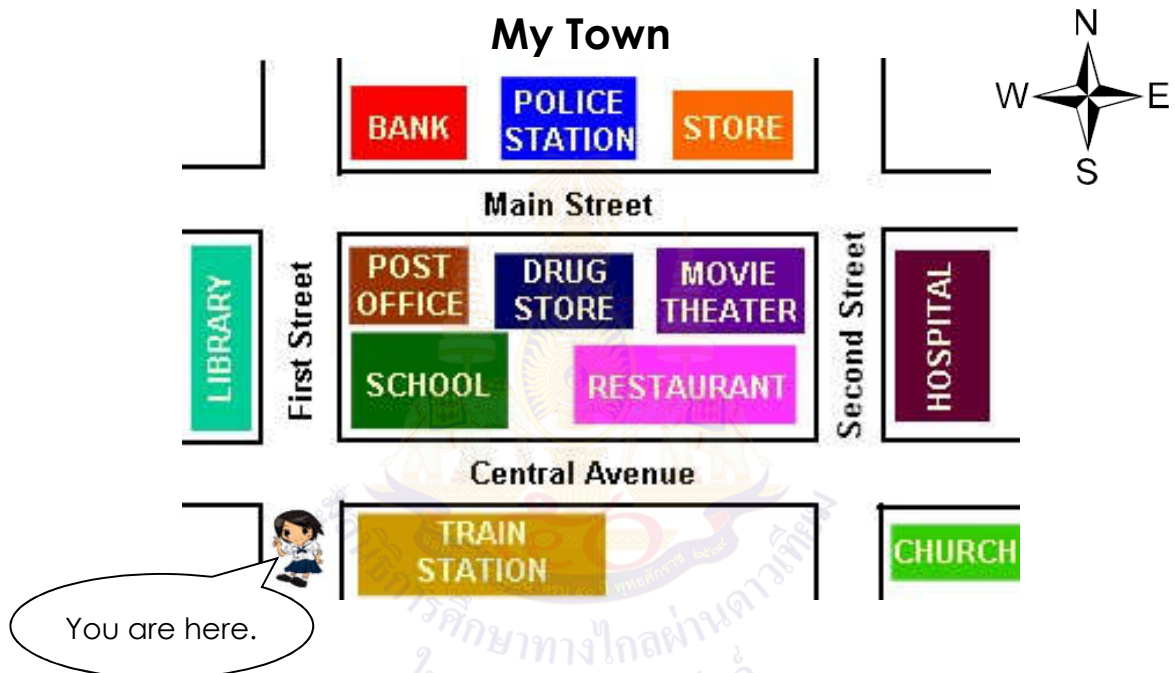 My Town
N
W
E
S
BANK
POLICE
STATION
STORE
Main Street
LIBRARY
First Street
POST
OFFICE
DRUG
STORE
MOVIE
THEATER
Second Street
HOSPITAL
SCHOOL
RESTAURANT
Central Avenue
TRAIN
STATION
CHURCH
You are here.